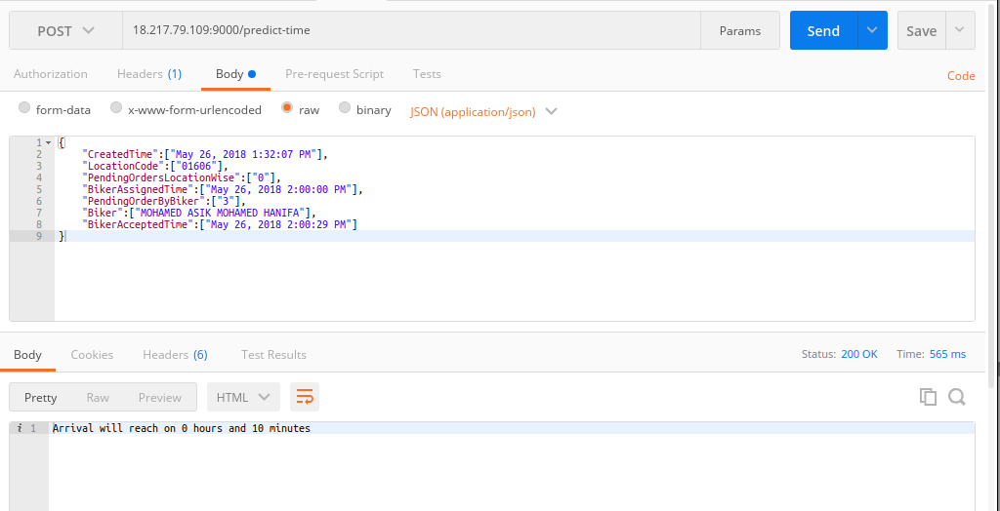 POST 18.217.79.109:9000/predict-time Params Send Save
Authorization Headers (1) Body Pre-request Script Tests Code
form-data x-www-form-urlencoded raw binary JSON (application/json)
1 {
2 "CreatedTime":["May 26, 2018 1:32:07 PM"],
3 "LocationCode":["01606"],
4 "PendingOrdersLocationWise":["0"],
5 "BikerAssignedTime":["May 26, 2018 2:00:00 PM"],
6 "PendingOrderByBiker":["3"],
7 "Biker":["MOHAMED ASIK MOHAMED HANIFA"],
8 "BikerAcceptedTime":["May 26, 2018 2:00:29 PM"]
9 }
Body Cookies Headers (6) Test Results Status: 200 OK Time: 565 ms
Pretty Raw Preview HTML
i 1 Arrival will reach on 0 hours and 10 minutes